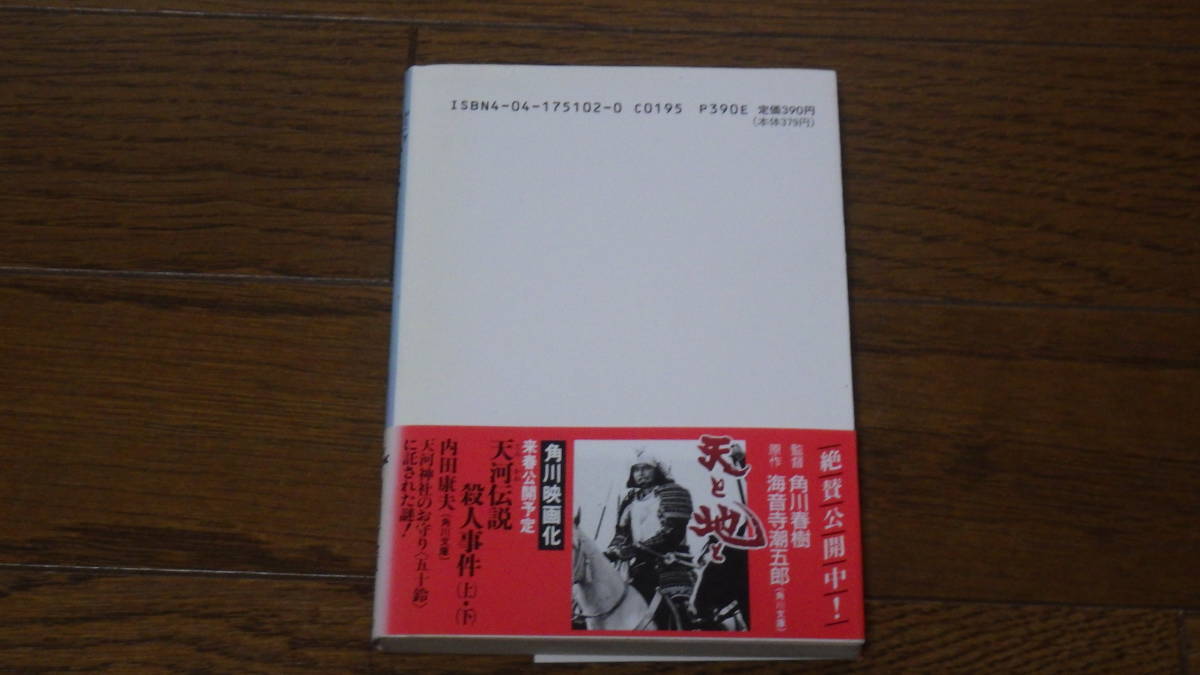 ISBN4-04-175102-0 C0195 P390E 定価390円
(本体379円)
絶賛公開中!
監督 角川春樹
原作 海音寺潮五郎〈角川文庫〉
天と地と
角川映画化
来春公開予定
天河伝説
殺人事件(上)・(下)
内田康夫〈角川文庫〉
天河神社のお守り〈五十鈴〉
に託された謎!